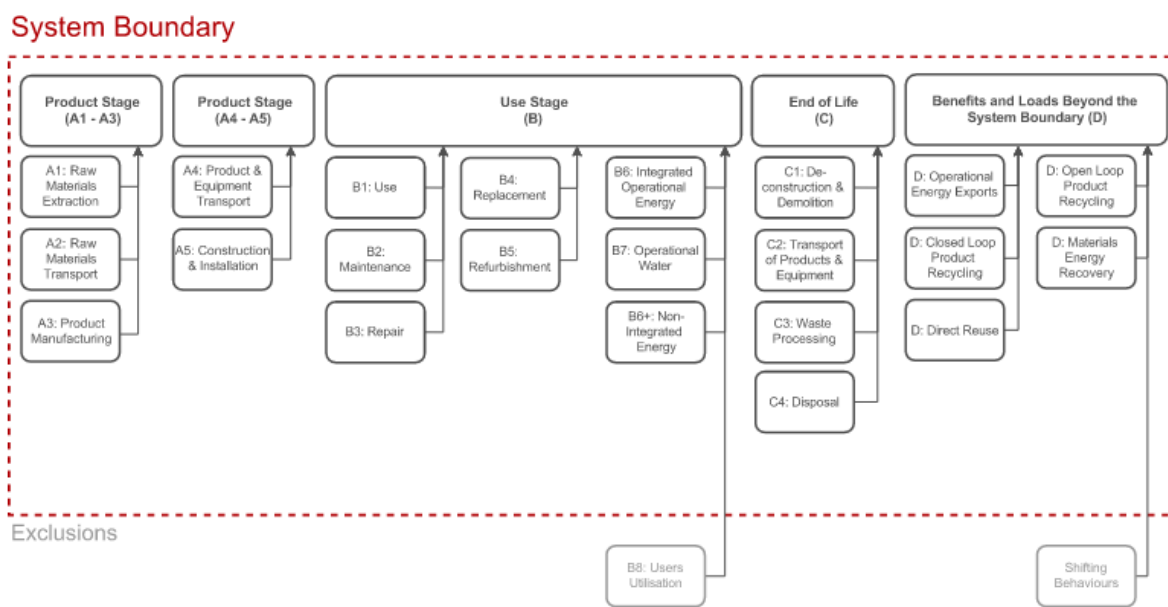 System Boundary
Product Stage
(A1 - A3)
A1: Raw
Materials
Extraction
A2: Raw
Materials
Transport
A3: Product
Manufacturing
Product Stage
(A4 - A5)
A4: Product &
Equipment
Transport
A5: Construction
& Installation
Use Stage
(B)
B1: Use
B2:
Maintenance
B3: Repair
B4:
Replacement
B5:
Refurbishment
B6: Integrated
Operational
Energy
B7: Operational
Water
B6+: Non-
Integrated
Energy
End of Life
(C)
C1: De-
construction &
Demolition
C2: Transport
of Products &
Equipment
C3: Waste
Processing
C4: Disposal
Benefits and Loads Beyond the
System Boundary (D)
D: Operational
Energy Exports
D: Closed Loop
Product
Recycling
D: Direct Reuse
D: Open Loop
Product
Recycling
D: Materials
Energy
Recovery
Exclusions
B8: Users
Utilisation
Shifting
Behaviours